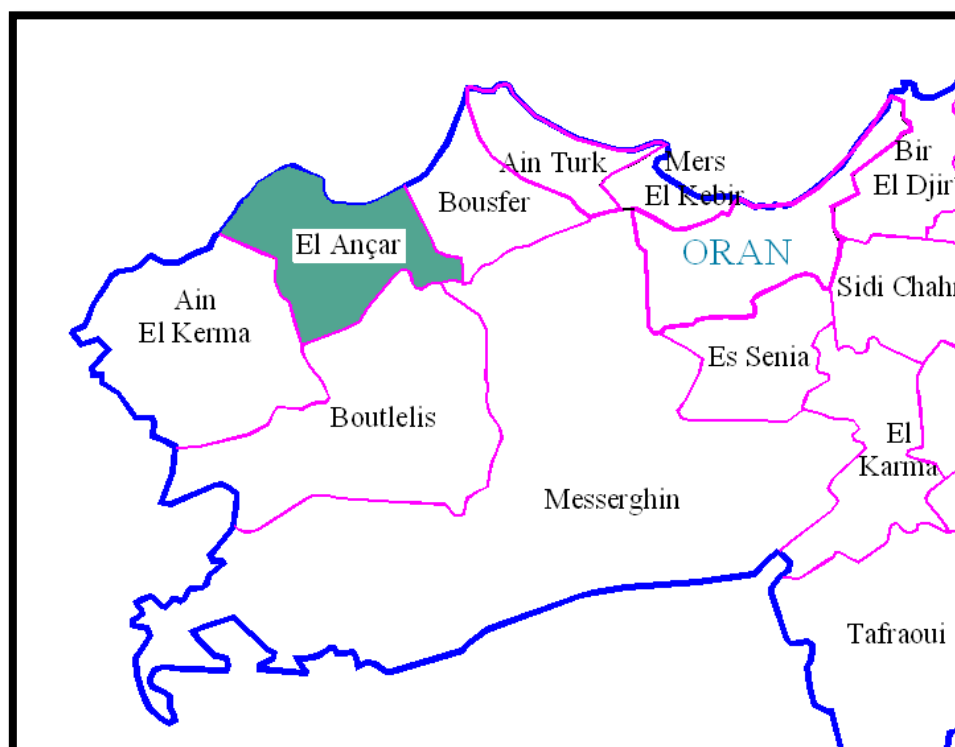 Bir
El Djir
Ain Turk
Mers
El Kebir
Bousfer
El Ançar
ORAN
Sidi Chahm
Ain
El Kerma
Es Senia
Boutlelis
El
Karma
Messerghin
Tafraoui